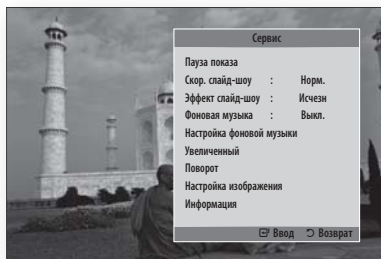 Сервис
Пауза показа
Скор. слайд-шоу : Норм.
Эффект слайд-шоу : Исчезн
Фоновая музыка : Выкл.
Настройка фоновой музыки
Увеличенный
Поворот
Настройка изображения
Информация
Ввод Возврат